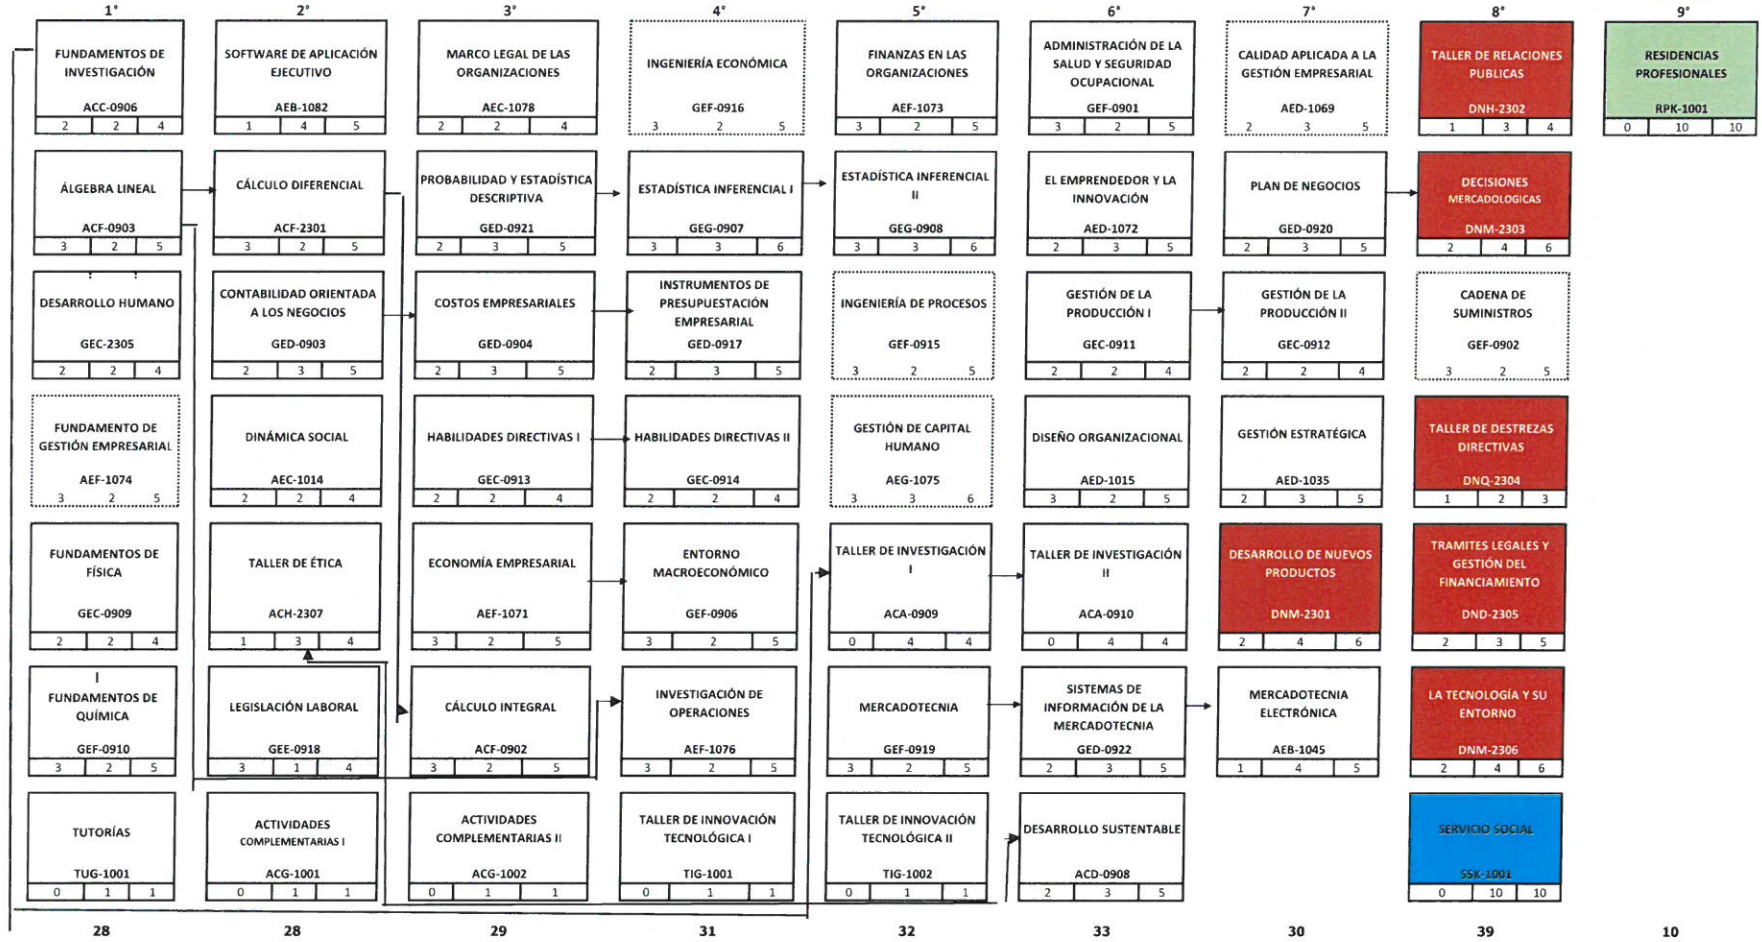 1° 2° 3° 4° 5° 6° 7° 8° 9°
FUNDAMENTOS DE
INVESTIGACIÓN
ACC-0906
2 2 4
SOFTWARE DE APLICACIÓN
EJECUTIVO
AEB-1082
1 4 5
MARCO LEGAL DE LAS
ORGANIZACIONES
AEC-1078
2 2 4
INGENIERÍA ECONÓMICA
GEF-0916
3 2 5
FINANZAS EN LAS
ORGANIZACIONES
AEF-1073
3 2 5
ADMINISTRACIÓN DE LA
SALUD Y SEGURIDAD
OCUPACIONAL
GEF-0901
3 2 5
CALIDAD APLICADA A LA
GESTIÓN EMPRESARIAL
AED-1069
2 3 5
TALLER DE RELACIONES
PUBLICAS
DNH-2302
1 3 4
RESIDENCIAS
PROFESIONALES
RPK-1001
0 10 10
ÁLGEBRA LINEAL
ACF-0903
3 2 5
CÁLCULO DIFERENCIAL
ACF-2301
3 2 5
PROBABILIDAD Y ESTADÍSTICA
DESCRIPTIVA
GED-0921
2 3 5
ESTADÍSTICA INFERENCIAL I
GEG-0907
3 3 6
ESTADÍSTICA INFERENCIAL
II
GEG-0908
3 3 6
EL EMPRENDEDOR Y LA
INNOVACIÓN
AED-1072
2 3 5
PLAN DE NEGOCIOS
GED-0920
2 3 5
DECISIONES
MERCADOLOGICAS
DNM-2303
2 4 6
DESARROLLO HUMANO
GEC-2305
2 2 4
CONTABILIDAD ORIENTADA
A LOS NEGOCIOS
GED-0903
2 3 5
COSTOS EMPRESARIALES
GED-0904
2 3 5
INSTRUMENTOS DE
PRESUPUESTACIÓN
EMPRESARIAL
GED-0917
2 3 5
INGENIERÍA DE PROCESOS
GEF-0915
3 2 5
GESTIÓN DE LA
PRODUCCIÓN I
GEC-0911
2 2 4
GESTIÓN DE LA
PRODUCCIÓN II
GEC-0912
2 2 4
CADENA DE
SUMINISTROS
GEF-0902
3 2 5
FUNDAMENTO DE
GESTIÓN EMPRESARIAL
AEF-1074
3 2 5
DINÁMICA SOCIAL
AEC-1014
2 2 4
HABILIDADES DIRECTIVAS I
GEC-0913
2 2 4
HABILIDADES DIRECTIVAS II
GEC-0914
2 2 4
GESTIÓN DE CAPITAL
HUMANO
AEG-1075
3 3 6
DISEÑO ORGANIZACIONAL
AED-1015
3 2 5
GESTIÓN ESTRATÉGICA
AED-1035
2 3 5
TALLER DE DESTREZAS
DIRECTIVAS
DNQ-2304
1 2 3
FUNDAMENTOS DE
FÍSICA
GEC-0909
2 2 4
TALLER DE ÉTICA
ACH-2307
1 3 4
ECONOMÍA EMPRESARIAL
AEF-1071
3 2 5
ENTORNO
MACROECONÓMICO
GEF-0906
3 2 5
TALLER DE INVESTIGACIÓN
I
ACA-0909
0 4 4
TALLER DE INVESTIGACIÓN
II
ACA-0910
0 4 4
DESARROLLO DE NUEVOS
PRODUCTOS
DNM-2301
2 4 6
TRAMITES LEGALES Y
GESTIÓN DEL
FINANCIAMIENTO
DND-2305
2 3 5
FUNDAMENTOS DE
QUÍMICA
GEF-0910
3 2 5
LEGISLACIÓN LABORAL
GEE-0918
3 1 4
CÁLCULO INTEGRAL
ACF-0902
3 2 5
INVESTIGACIÓN DE
OPERACIONES
AEF-1076
3 2 5
MERCADOTECNIA
GEF-0919
3 2 5
SISTEMAS DE
INFORMACIÓN DE LA
MERCADOTECNIA
GED-0922
2 3 5
MERCADOTECNIA
ELECTRÓNICA
AEB-1045
1 4 5
LA TECNOLOGÍA Y SU
ENTORNO
DNM-2306
2 4 6
TUTORÍAS
TUG-1001
0 1 1
ACTIVIDADES
COMPLEMENTARIAS I
ACG-1001
0 1 1
ACTIVIDADES
COMPLEMENTARIAS II
ACG-1002
0 1 1
TALLER DE INNOVACIÓN
TECNOLÓGICA I
TIG-1001
0 1 1
TALLER DE INNOVACIÓN
TECNOLÓGICA II
TIG-1002
0 1 1
DESARROLLO SUSTENTABLE
ACD-0908
2 3 5
SERVICIO SOCIAL
SSK-1001
0 10 10
28 28 29 31 32 33 30 39 10